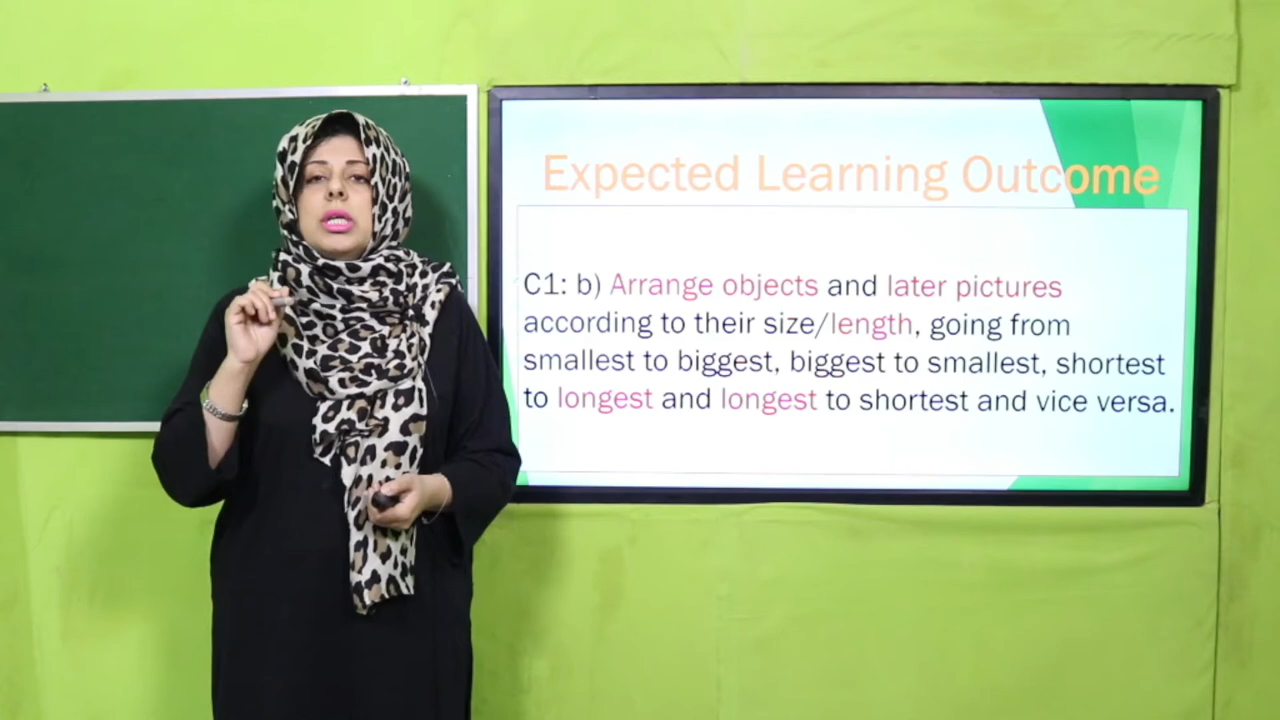 Expected Learning Outcome
C1: b) Arrange objects and later pictures
according to their size/length, going from
smallest to biggest, biggest to smallest, shortest
to longest and longest to shortest and vice versa.